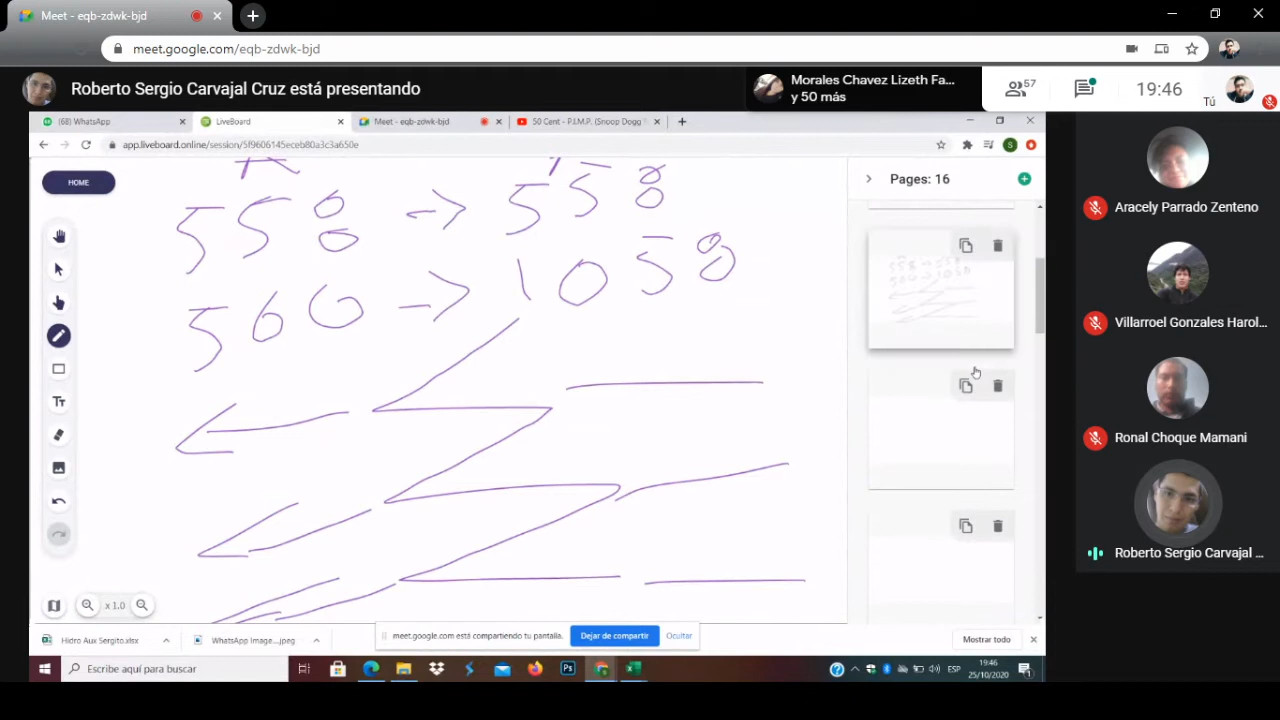 Meet - eqb-zdwk-bjd
meet.google.com/eqb-zdwk-bjd
Roberto Sergio Carvajal Cruz está presentando
Morales Chavez Lizeth Fa...
y 50 más
57
19:46
Tú
(68) WhatsApp
LiveBoard
Meet - eqb-zdwk-bjd
50 Cent - P.I.M.P. (Snoop Dogg
app.liveboard.online/session/5f9606145eceb80a3c3a650e
S
HOME
Pages: 16
558 -> 558
560 -> 1058
Tt
x 1.0
Aracely Parrado Zenteno
Villarroel Gonzales Harol...
Ronal Choque Mamani
Roberto Sergio Carvajal ...
Hidro Aux Sergito.xlsx
WhatsApp Image....jpeg
meet.google.com está compartiendo tu pantalla.
Dejar de compartir
Ocultar
Mostrar todo
Escribe aquí para buscar
Ps
ESP
19:46
25/10/2020